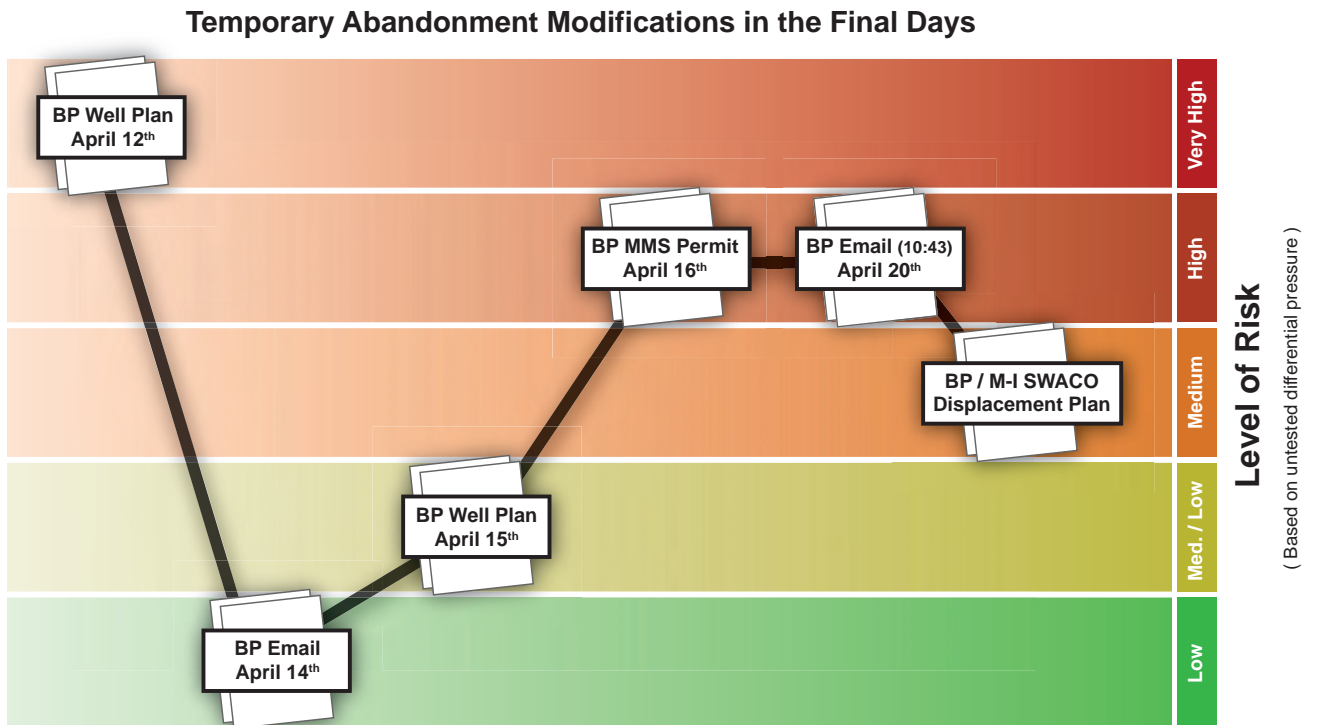 Temporary Abandonment Modifications in the Final Days
BP Well Plan
April 12th
Very High
BP MMS Permit
April 16th
BP Email (10:43)
April 20th
High
BP / M-I SWACO
Displacement Plan
Medium
BP Well Plan
April 15th
Med. / Low
BP Email
April 14th
Low
Level of Risk
( Based on untested differential pressure )